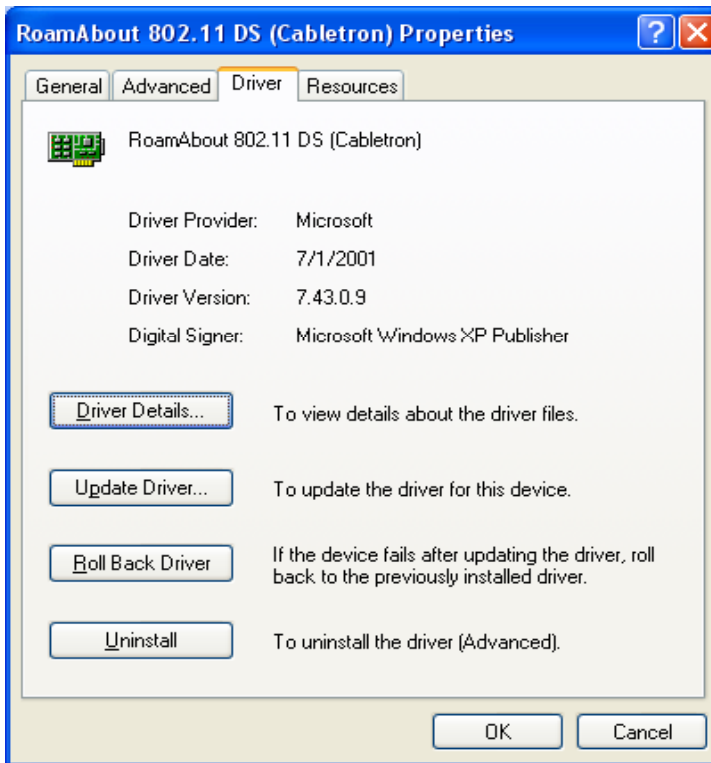 RoamAbout 802.11 DS (Cabletron) Properties
General Advanced Driver Resources
RoamAbout 802.11 DS (Cabletron)
Driver Provider: Microsoft
Driver Date: 7/1/2001
Driver Version: 7.43.0.9
Digital Signer: Microsoft Windows XP Publisher
Driver Details... To view details about the driver files.
Update Driver... To update the driver for this device.
Roll Back Driver If the device fails after updating the driver, roll
back to the previously installed driver.
Uninstall To uninstall the driver (Advanced).
OK Cancel